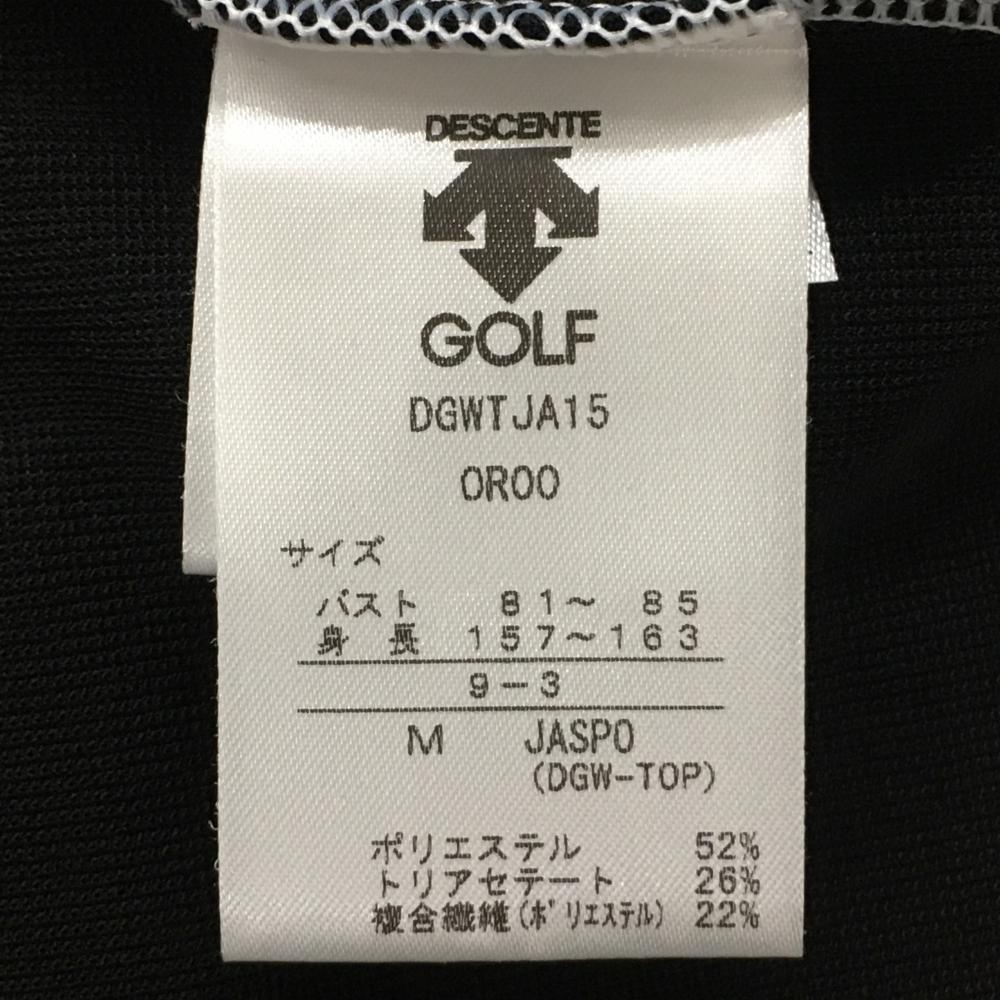 DESCENTE
GOLF
DGWTJA15
OR00
サイズ
バスト 81～ 85
身長 157～163
9－3
M JASPO
(DGW-TOP)
ポリエステル 52%
トリアセテート 26%
複合繊維(ポリエステル) 22%